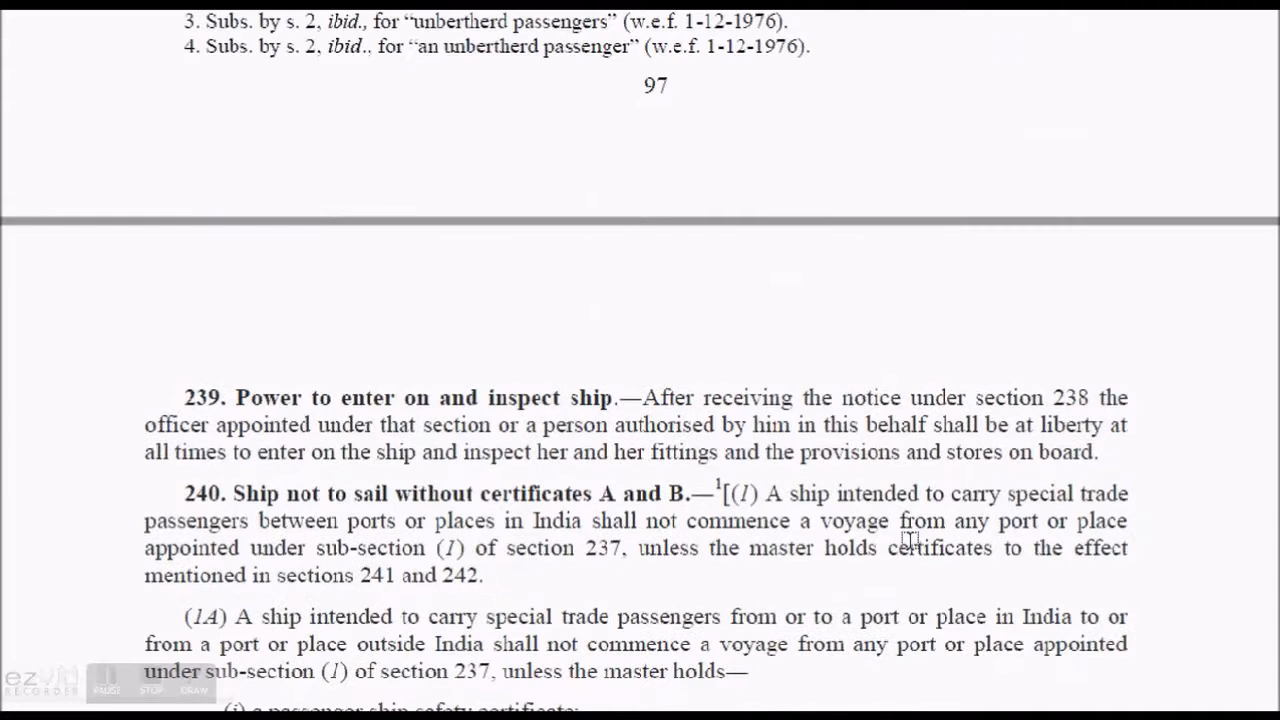 3. Subs. by s. 2, ibid., for “unbertherd passengers” (w.e.f. 1-12-1976).
4. Subs. by s. 2, ibid., for “an unbertherd passenger” (w.e.f. 1-12-1976).
97
239. Power to enter on and inspect ship.—After receiving the notice under section 238 the
officer appointed under that section or a person authorised by him in this behalf shall be at liberty at
all times to enter on the ship and inspect her and her fittings and the provisions and stores on board.
240. Ship not to sail without certificates A and B.—¹[(1) A ship intended to carry special trade
passengers between ports or places in India shall not commence a voyage from any port or place
appointed under sub-section (1) of section 237, unless the master holds certificates to the effect
mentioned in sections 241 and 242.
(1A) A ship intended to carry special trade passengers from or to a port or place in India to or
from a port or place outside India shall not commence a voyage from any port or place appointed
under sub-section (1) of section 237, unless the master holds—
(i) a passenger ship safety certificate;
RECORDER
PAUSE STOP DRAW